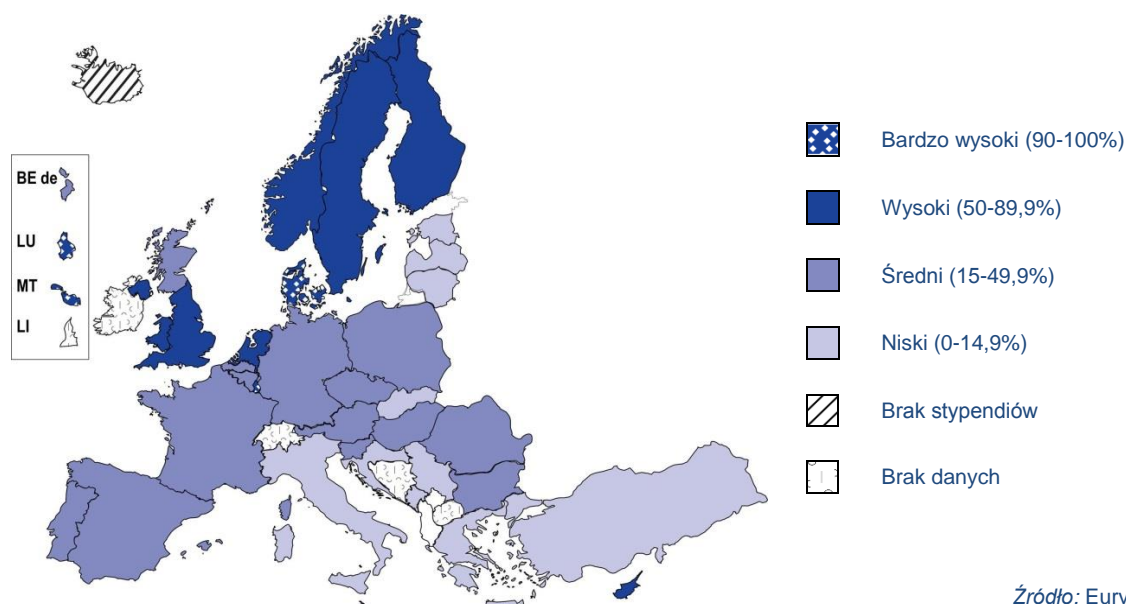 BE de
LU
MT
LI
Bardzo wysoki (90-100%)
Wysoki (50-89,9%)
Średni (15-49,9%)
Niski (0-14,9%)
Brak stypendiów
Brak danych
Źródło: Eury